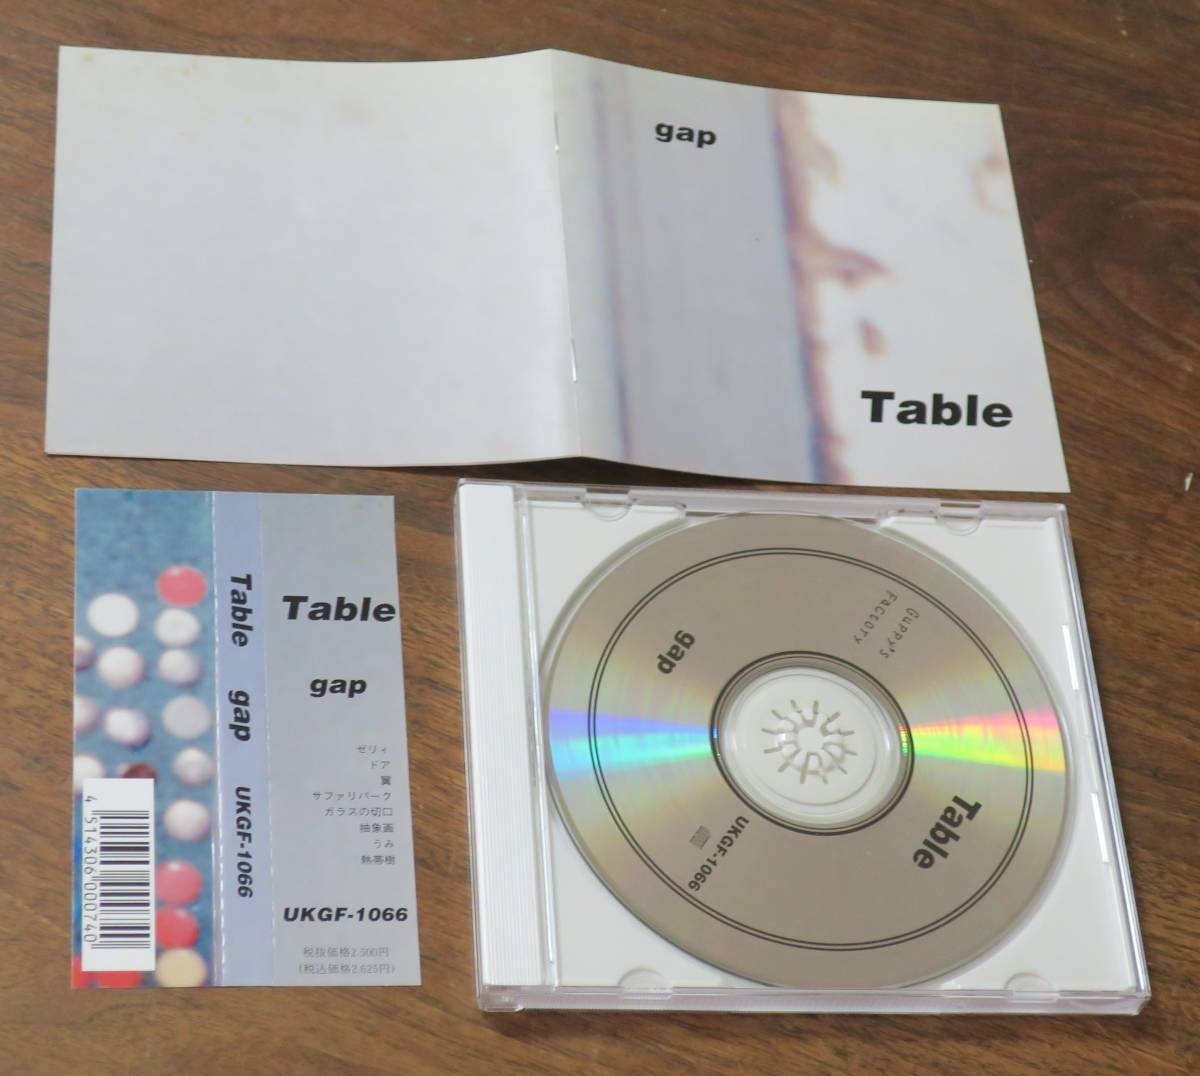 gap
Table
Table gap UKGF-1066
Table
gap
ゼリィ
ドア
翼
サファリパーク
ガラスの切口
抽象画
うみ
熱帯樹
UKGF-1066
税抜価格2.500円
(税込価格2.625円)
4514306000740
Guppy's
Factory
gap
Table
UKGF-1066